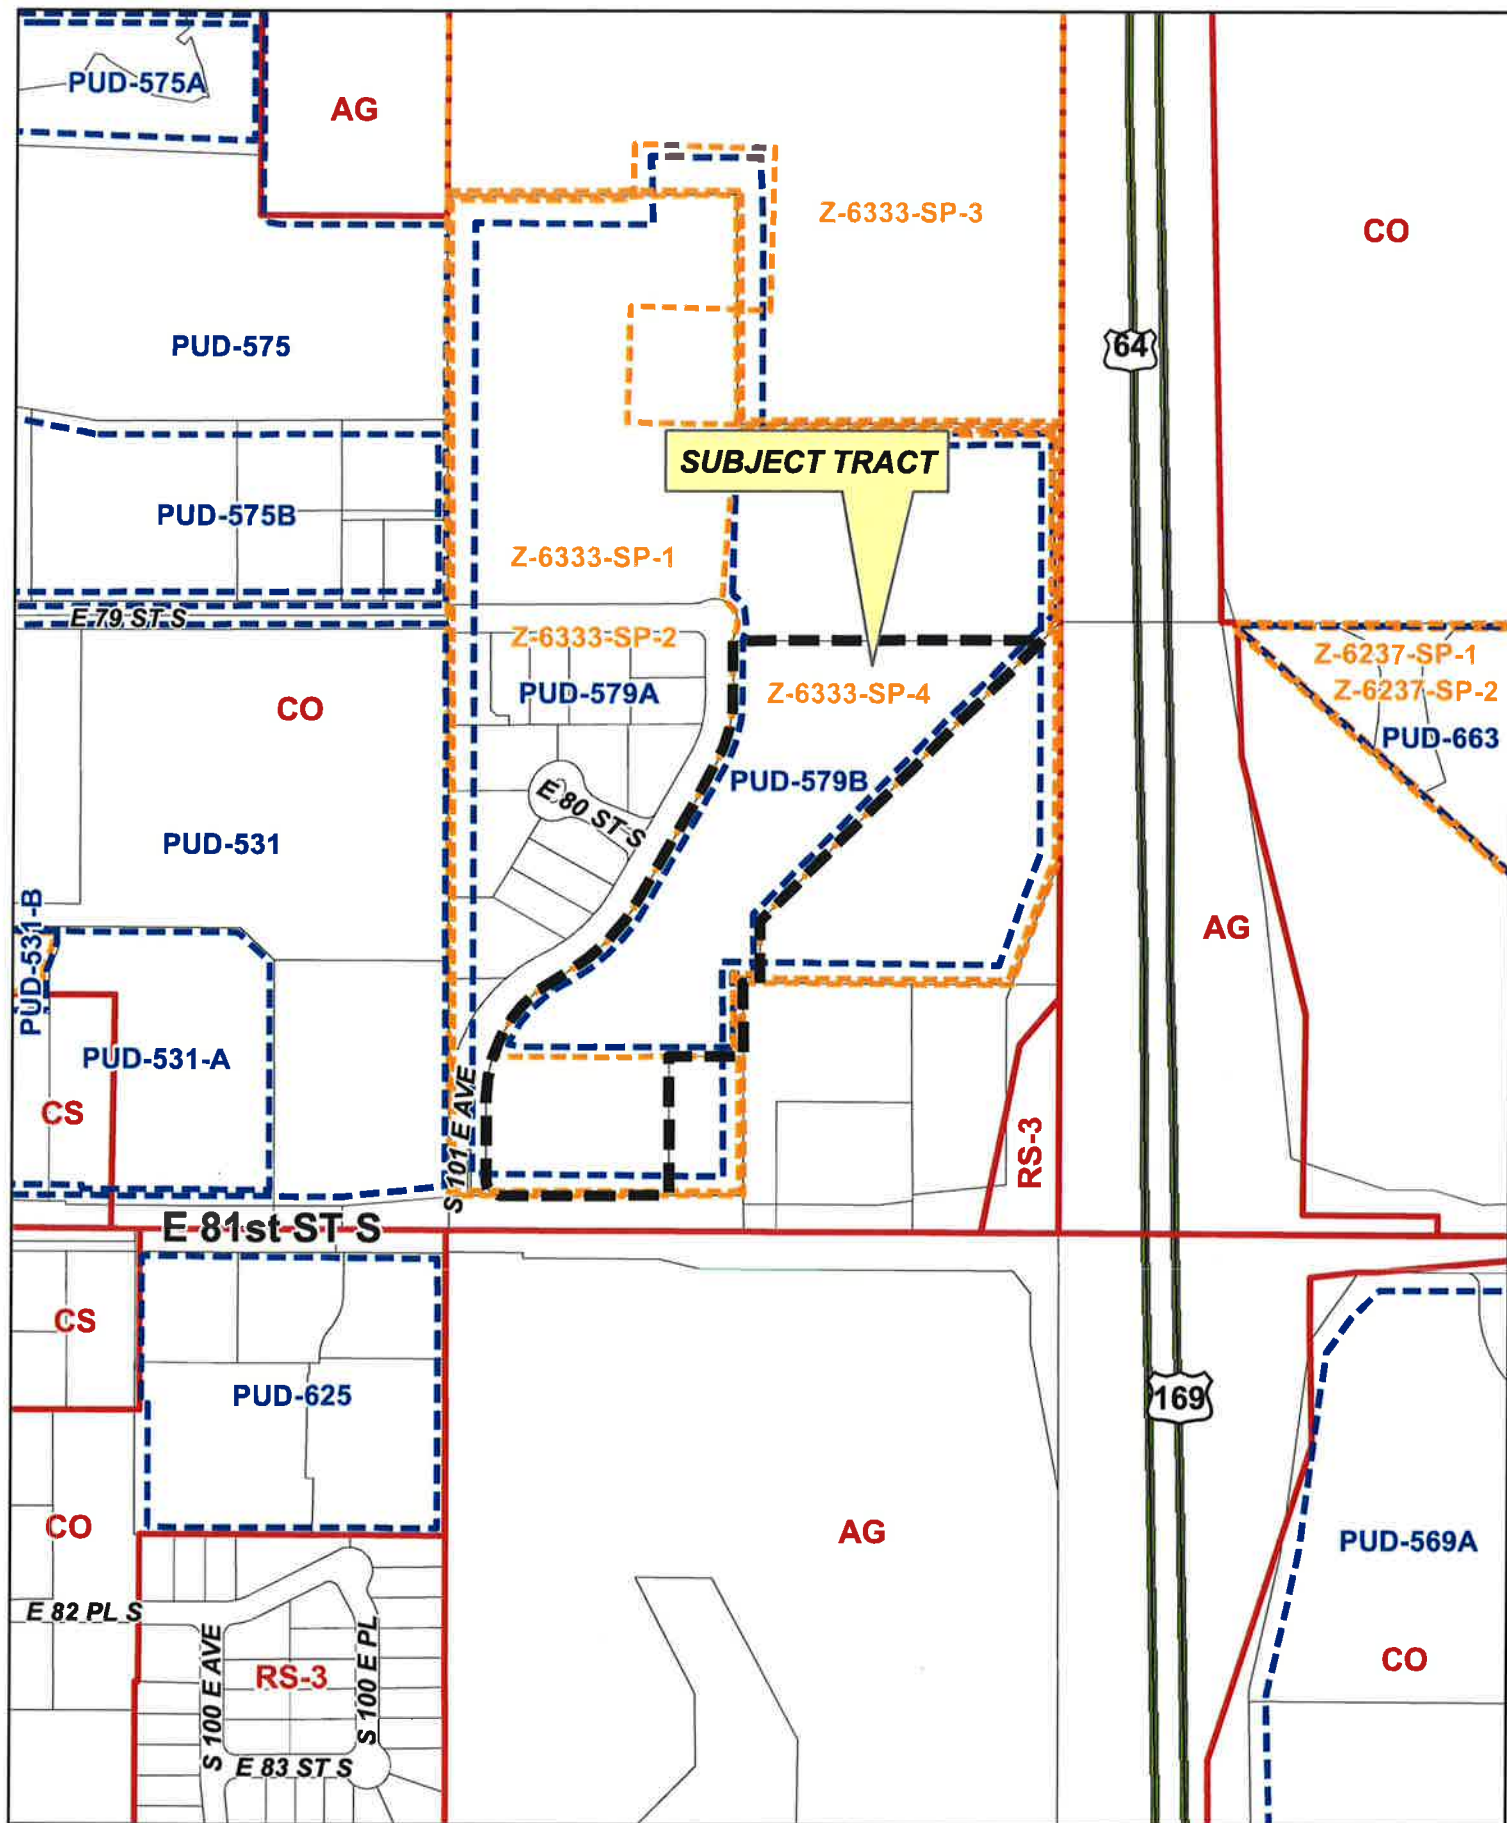 PUD-575A
AG
Z-6333-SP-3
CO
PUD-575
64
SUBJECT TRACT
PUD-575B
Z-6333-SP-1
E 79 ST S
Z-6333-SP-2
Z-6237-SP-1
PUD-579A
Z-6333-SP-4
Z-6237-SP-2
CO
PUD-663
PUD-579B
E 80 ST S
PUD-531
PUD-531-B
AG
PUD-531-A
CS
S 101 E AVE
RS-3
E 81st ST S
CS
PUD-625
169
CO
AG
PUD-569A
E 82 PL S
S 100 E AVE
RS-3
S 100 E PL
CO
E 83 ST S